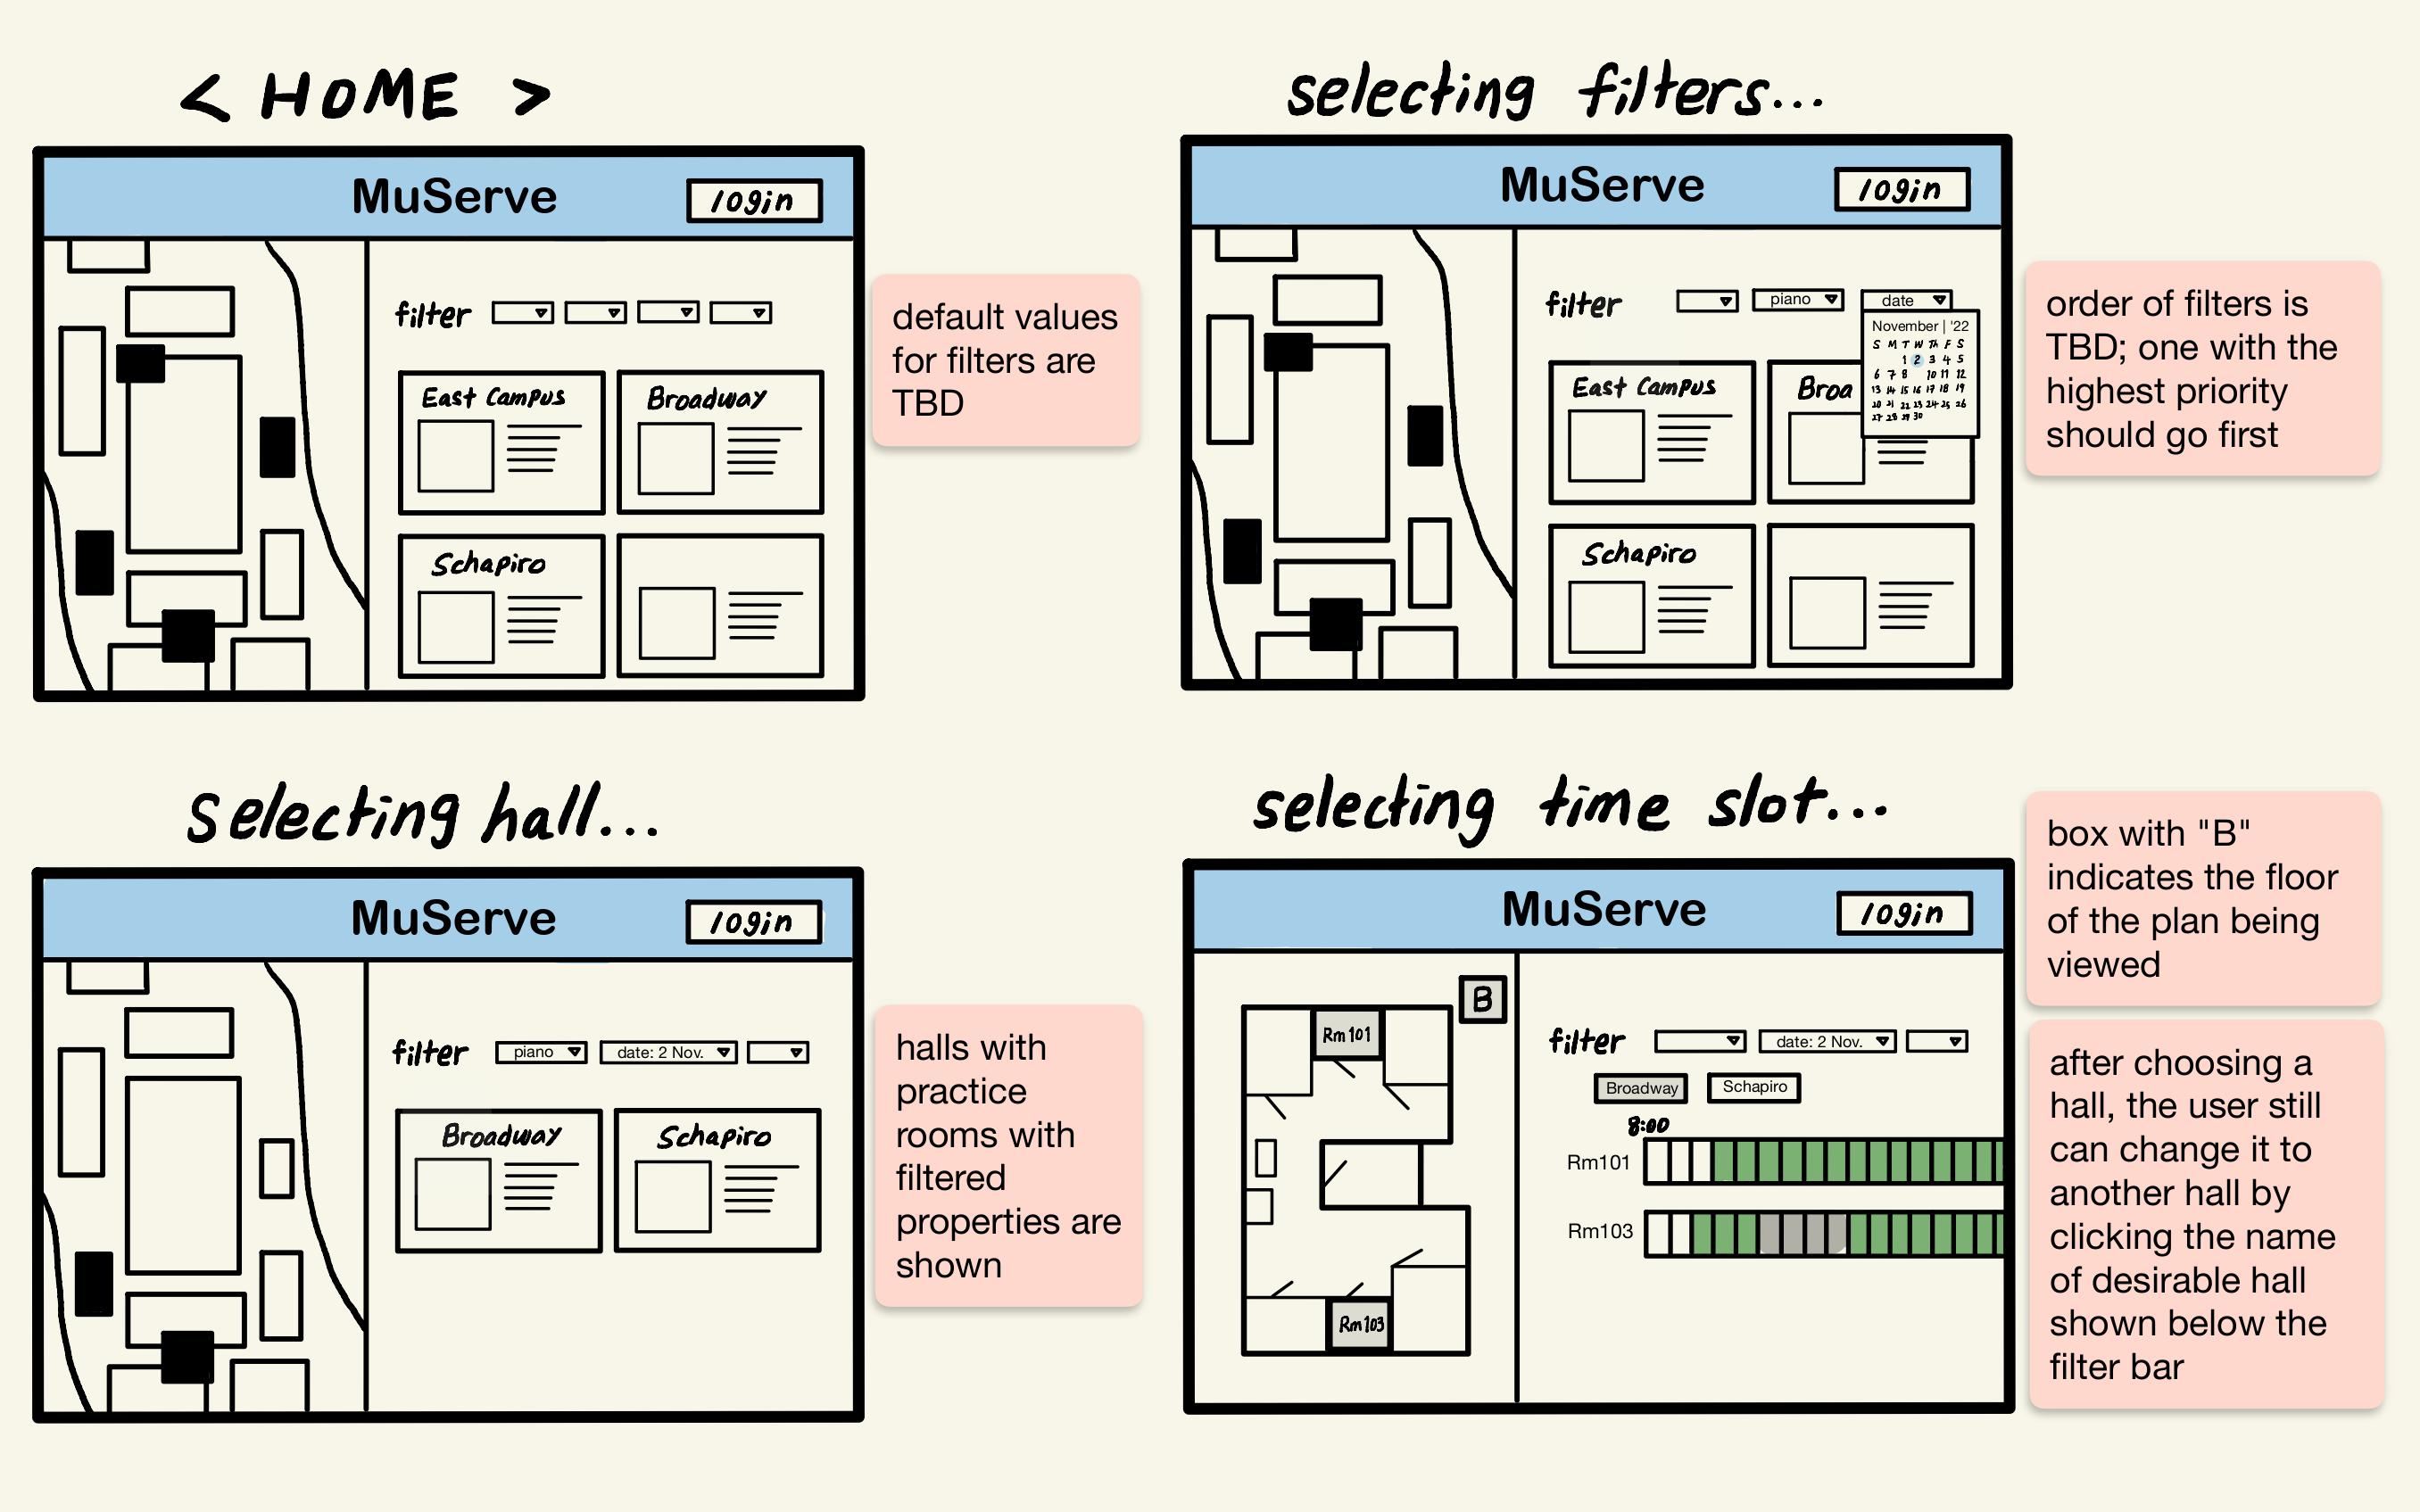 < HOME >
MuServe
login
filter
East Campus
Broadway
Schapiro
default values
for filters are
TBD
selecting filters...
MuServe
login
filter
piano
date
November | '22
S M T W Th F S
1 2 3 4 5
6 7 8 10 11 12
13 14 15 16 17 18 19
20 21 22 23 24 25 26
27 28 29 30
East Campus
Broa
Schapiro
order of filters is
TBD; one with the
highest priority
should go first
selecting hall...
MuServe
login
filter
piano
date: 2 Nov.
Broadway
Schapiro
halls with
practice
rooms with
filtered
properties are
shown
selecting time slot...
MuServe
login
B
Rm 101
Rm 103
filter
date: 2 Nov.
Broadway
Schapiro
8:00
Rm101
Rm103
box with "B"
indicates the floor
of the plan being
viewed
after choosing a
hall, the user still
can change it to
another hall by
clicking the name
of desirable hall
shown below the
filter bar